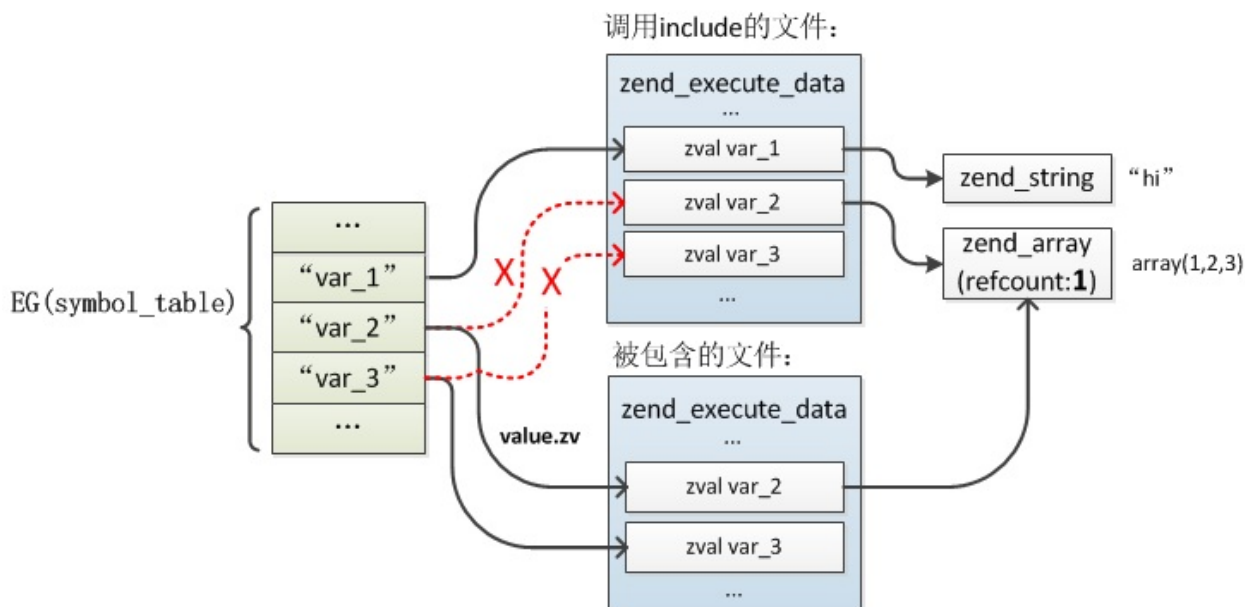 调用include的文件：
zend_execute_data
...
zval var_1
zval var_2
zval var_3
...
zend_string
“hi”
zend_array
(refcount:1)
array(1,2,3)
EG(symbol_table)
...
“var_1”
“var_2”
“var_3”
...
X
X
value.zv
被包含的文件：
zend_execute_data
...
zval var_2
zval var_3
...